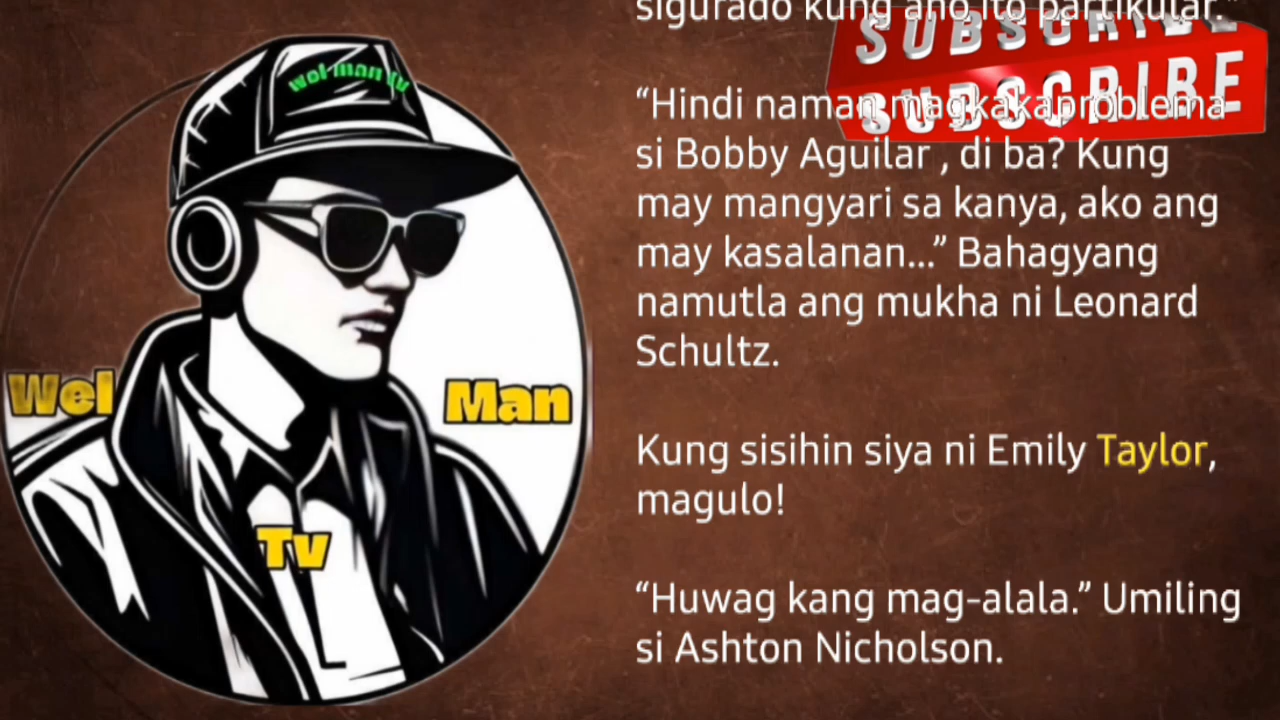 wel man tv
Wel
Man
Tv
SUBSCRIBE
SUBSCRIBE
sigurado kung ano ito partikular.”
“Hindi naman magkakaproblema
si Bobby Aguilar , di ba? Kung
may mangyari sa kanya, ako ang
may kasalanan...” Bahagyang
namutla ang mukha ni Leonard
Schultz.
Kung sisihin siya ni Emily Taylor,
magulo!
“Huwag kang mag-alala.” Umiling
si Ashton Nicholson.